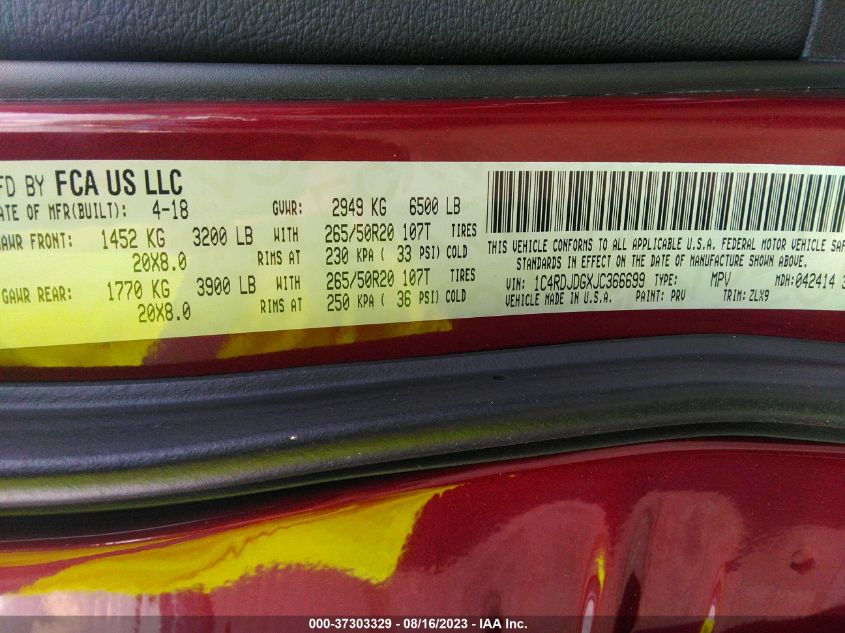 FD BY FCA US LLC
ATE OF MFR(BUILT): 4-18 GVWR: 2949 KG 6500 LB
GAWR FRONT: 1452 KG 3200 LB WITH 265/50R20 107T TIRES
20X8.0 RIMS AT 230 KPA ( 33 PSI) COLD
GAWR REAR: 1770 KG 3900 LB WITH 265/50R20 107T TIRES
20X8.0 RIMS AT 250 KPA ( 36 PSI) COLD
THIS VEHICLE CONFORMS TO ALL APPLICABLE U.S.A. FEDERAL MOTOR VEHICLE SAF
STANDARDS IN EFFECT ON THE DATE OF MANUFACTURE SHOWN ABOVE.
VIN: 1C4RDJDGXJC366699 TYPE: MPV MDH: 042414 3
VEHICLE MADE IN U.S.A. PAINT: PRV TRIM: ZLX9
000-37303329 - 08/16/2023 - IAA Inc.